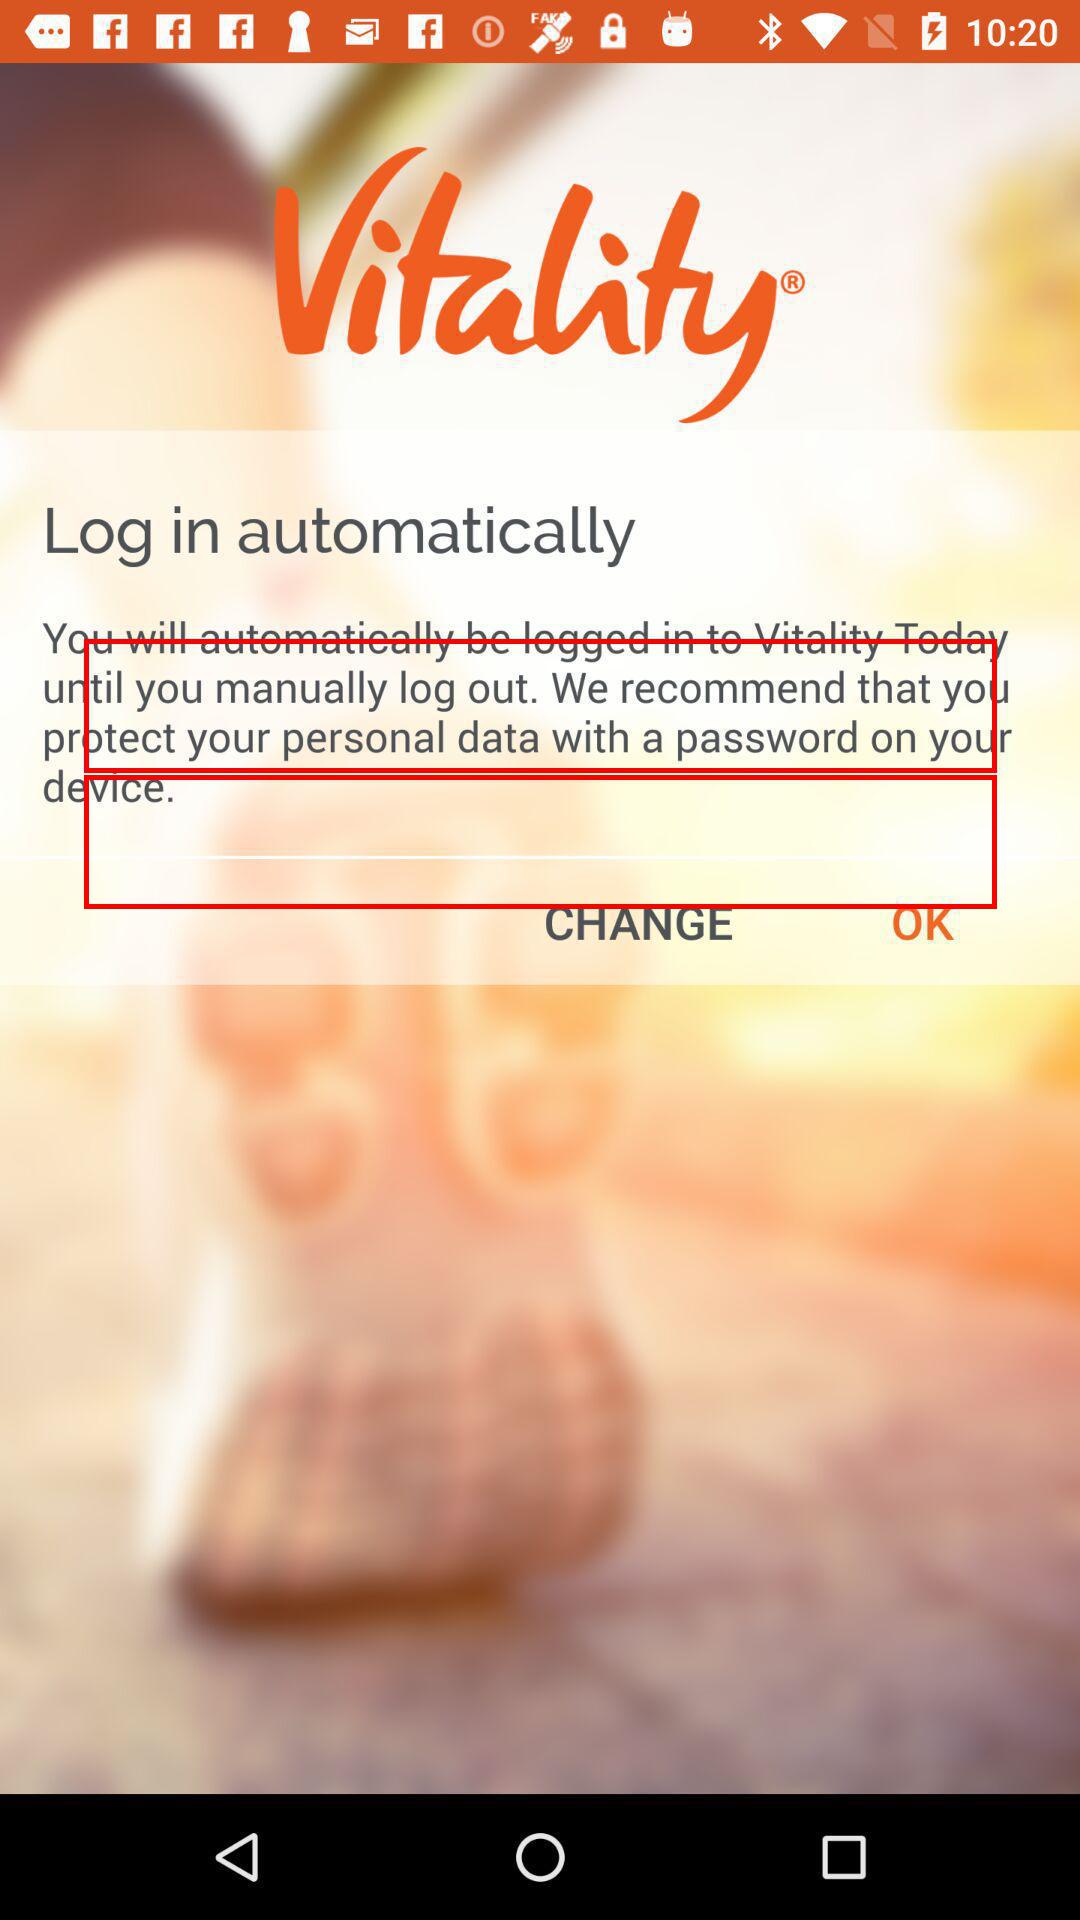 FAKE
10:20
Vitality®
Log in automatically
You will automatically be logged in to Vitality Today
until you manually log out. We recommend that you
protect your personal data with a password on your
device.
CHANGE OK